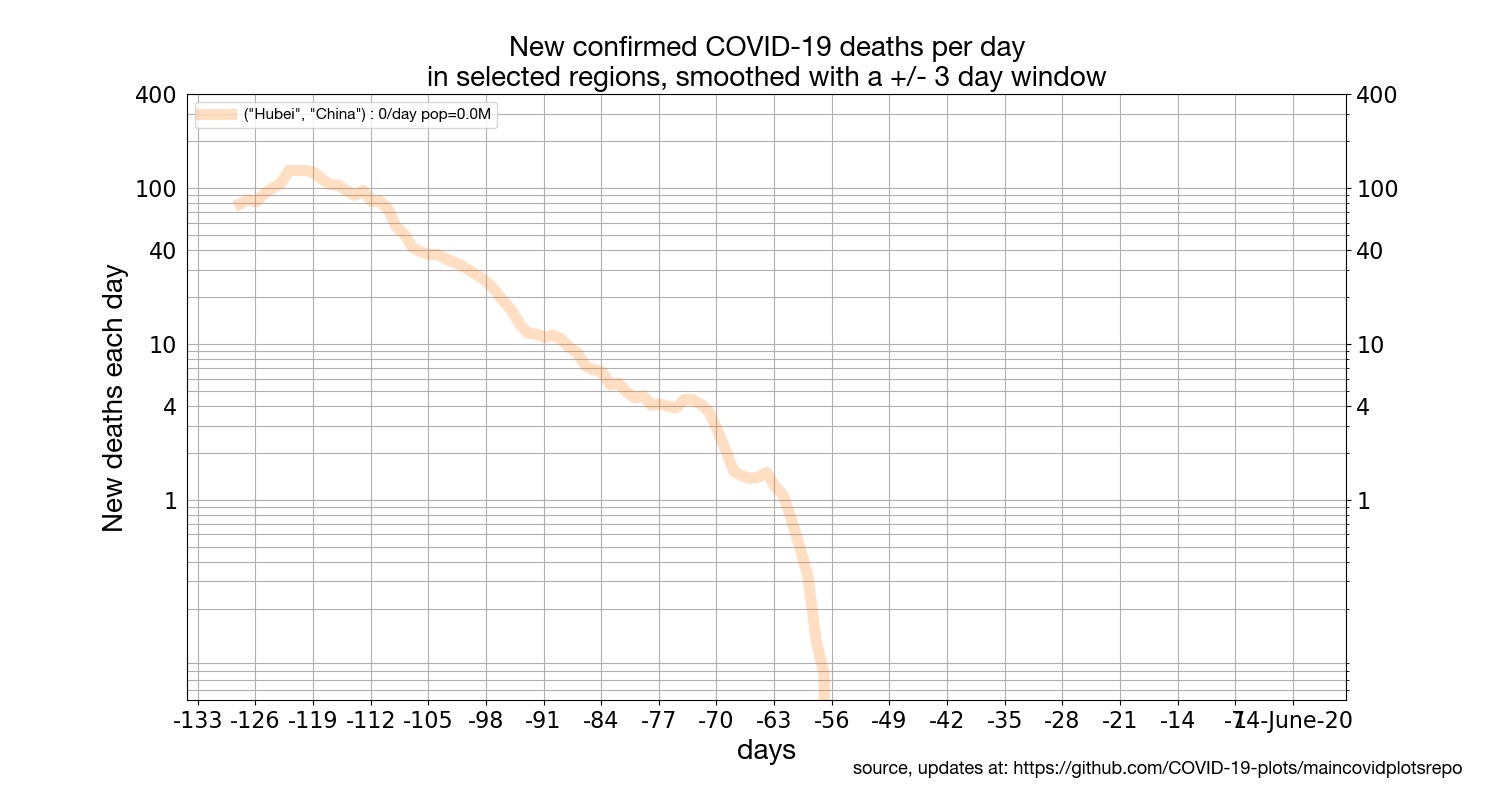 New confirmed COVID-19 deaths per day
in selected regions, smoothed with a +/- 3 day window
400
400
("Hubei", "China") : 0/day pop=0.0M
100
100
40
40
New deaths each day
10
10
4
4
1
1
-133 -126 -119 -112 -105 -98 -91 -84 -77 -70 -63 -56 -49 -42 -35 -28 -21 -14 -7 14-June-20
days
source, updates at: https://github.com/COVID-19-plots/maincovidplotsrepo